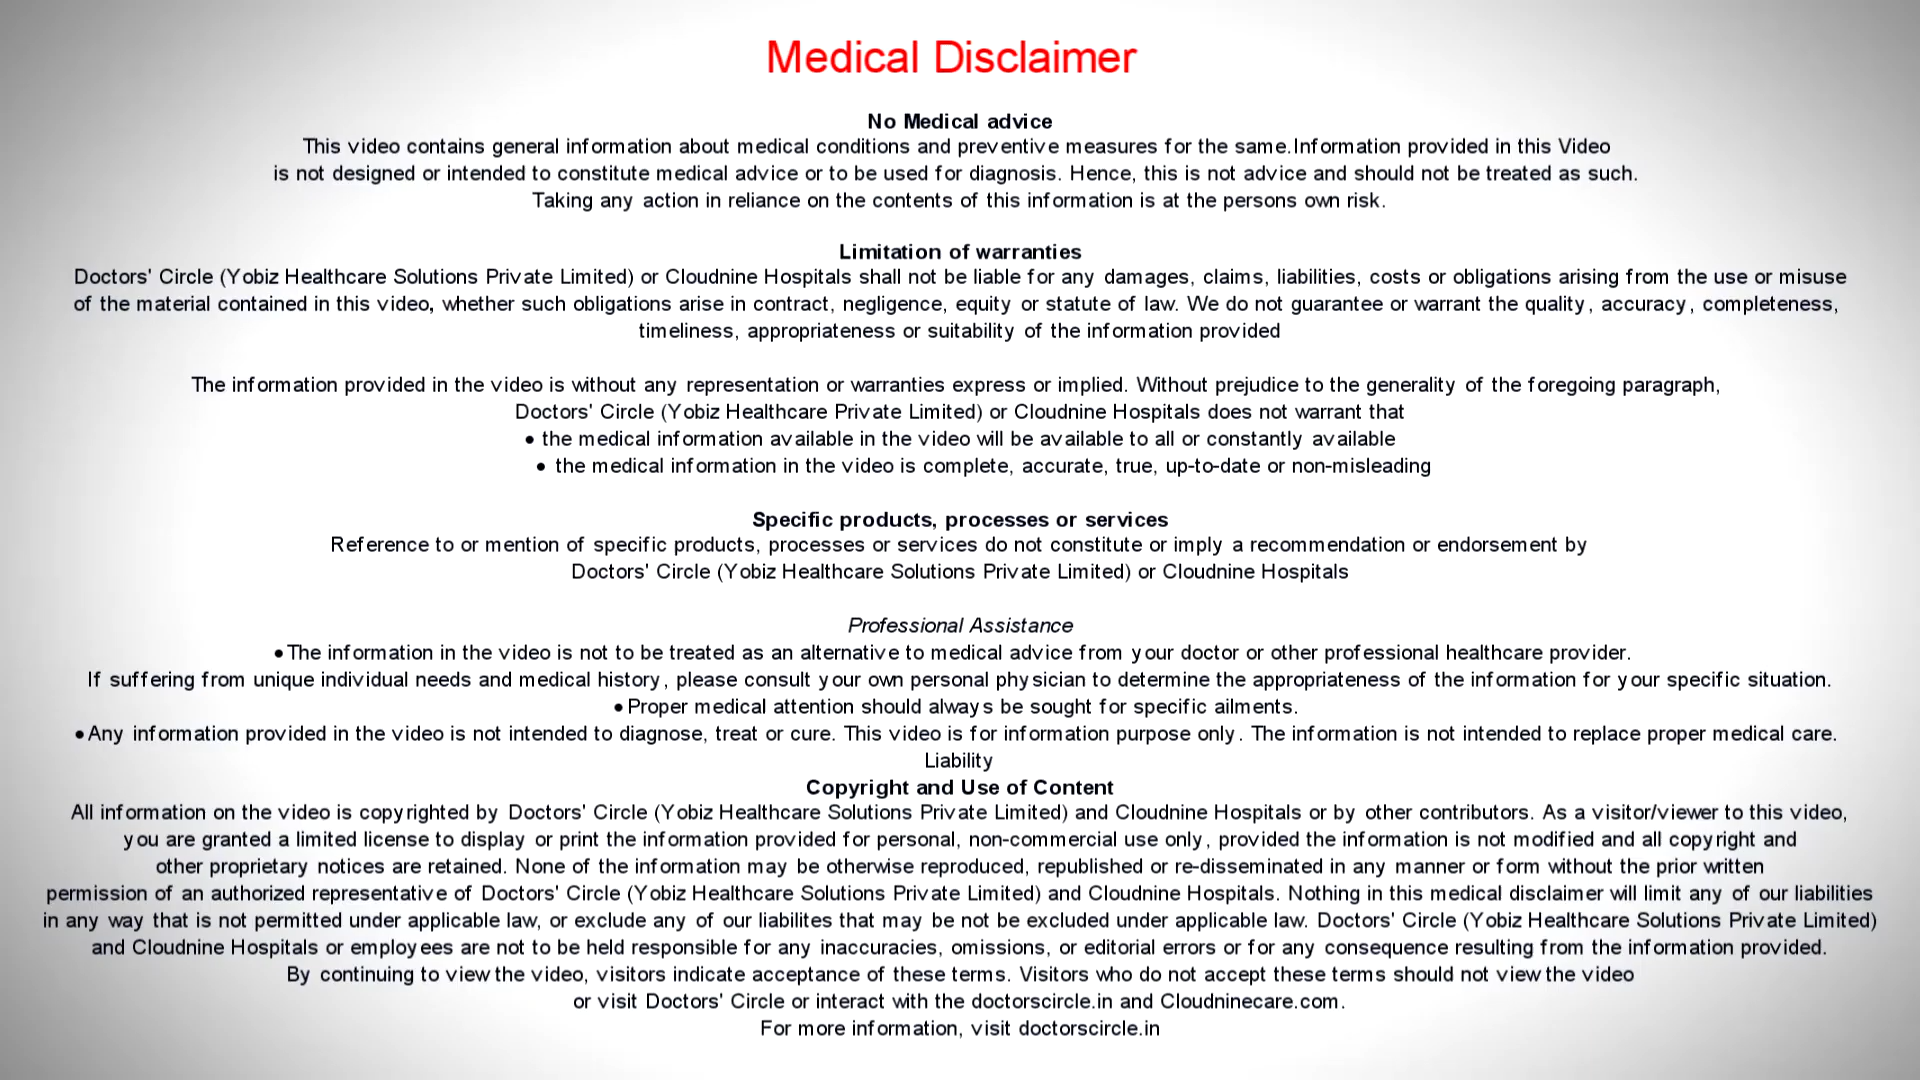 Medical Disclaimer
No Medical advice
This video contains general information about medical conditions and preventive measures for the same.Information provided in this Video
is not designed or intended to constitute medical advice or to be used for diagnosis. Hence, this is not advice and should not be treated as such.
Taking any action in reliance on the contents of this information is at the persons own risk.
Limitation of warranties
Doctors' Circle (Yobiz Healthcare Solutions Private Limited) or Cloudnine Hospitals shall not be liable for any damages, claims, liabilities, costs or obligations arising from the use or misuse
of the material contained in this video, whether such obligations arise in contract, negligence, equity or statute of law. We do not guarantee or warrant the quality, accuracy, completeness,
timeliness, appropriateness or suitability of the information provided
The information provided in the video is without any representation or warranties express or implied. Without prejudice to the generality of the foregoing paragraph,
Doctors' Circle (Yobiz Healthcare Private Limited) or Cloudnine Hospitals does not warrant that
• the medical information available in the video will be available to all or constantly available
• the medical information in the video is complete, accurate, true, up-to-date or non-misleading
Specific products, processes or services
Reference to or mention of specific products, processes or services do not constitute or imply a recommendation or endorsement by
Doctors' Circle (Yobiz Healthcare Solutions Private Limited) or Cloudnine Hospitals
Professional Assistance
•The information in the video is not to be treated as an alternative to medical advice from your doctor or other professional healthcare provider.
If suffering from unique individual needs and medical history, please consult your own personal physician to determine the appropriateness of the information for your specific situation.
•Proper medical attention should always be sought for specific ailments.
•Any information provided in the video is not intended to diagnose, treat or cure. This video is for information purpose only. The information is not intended to replace proper medical care.
Liability
Copyright and Use of Content
All information on the video is copyrighted by Doctors' Circle (Yobiz Healthcare Solutions Private Limited) and Cloudnine Hospitals or by other contributors. As a visitor/viewer to this video,
you are granted a limited license to display or print the information provided for personal, non-commercial use only, provided the information is not modified and all copyright and
other proprietary notices are retained. None of the information may be otherwise reproduced, republished or re-disseminated in any manner or form without the prior written
permission of an authorized representative of Doctors' Circle (Yobiz Healthcare Solutions Private Limited) and Cloudnine Hospitals. Nothing in this medical disclaimer will limit any of our liabilities
in any way that is not permitted under applicable law, or exclude any of our liabilites that may be not be excluded under applicable law. Doctors' Circle (Yobiz Healthcare Solutions Private Limited)
and Cloudnine Hospitals or employees are not to be held responsible for any inaccuracies, omissions, or editorial errors or for any consequence resulting from the information provided.
By continuing to view the video, visitors indicate acceptance of these terms. Visitors who do not accept these terms should not view the video
or visit Doctors' Circle or interact with the doctorscircle.in and Cloudninecare.com.
For more information, visit doctorscircle.in